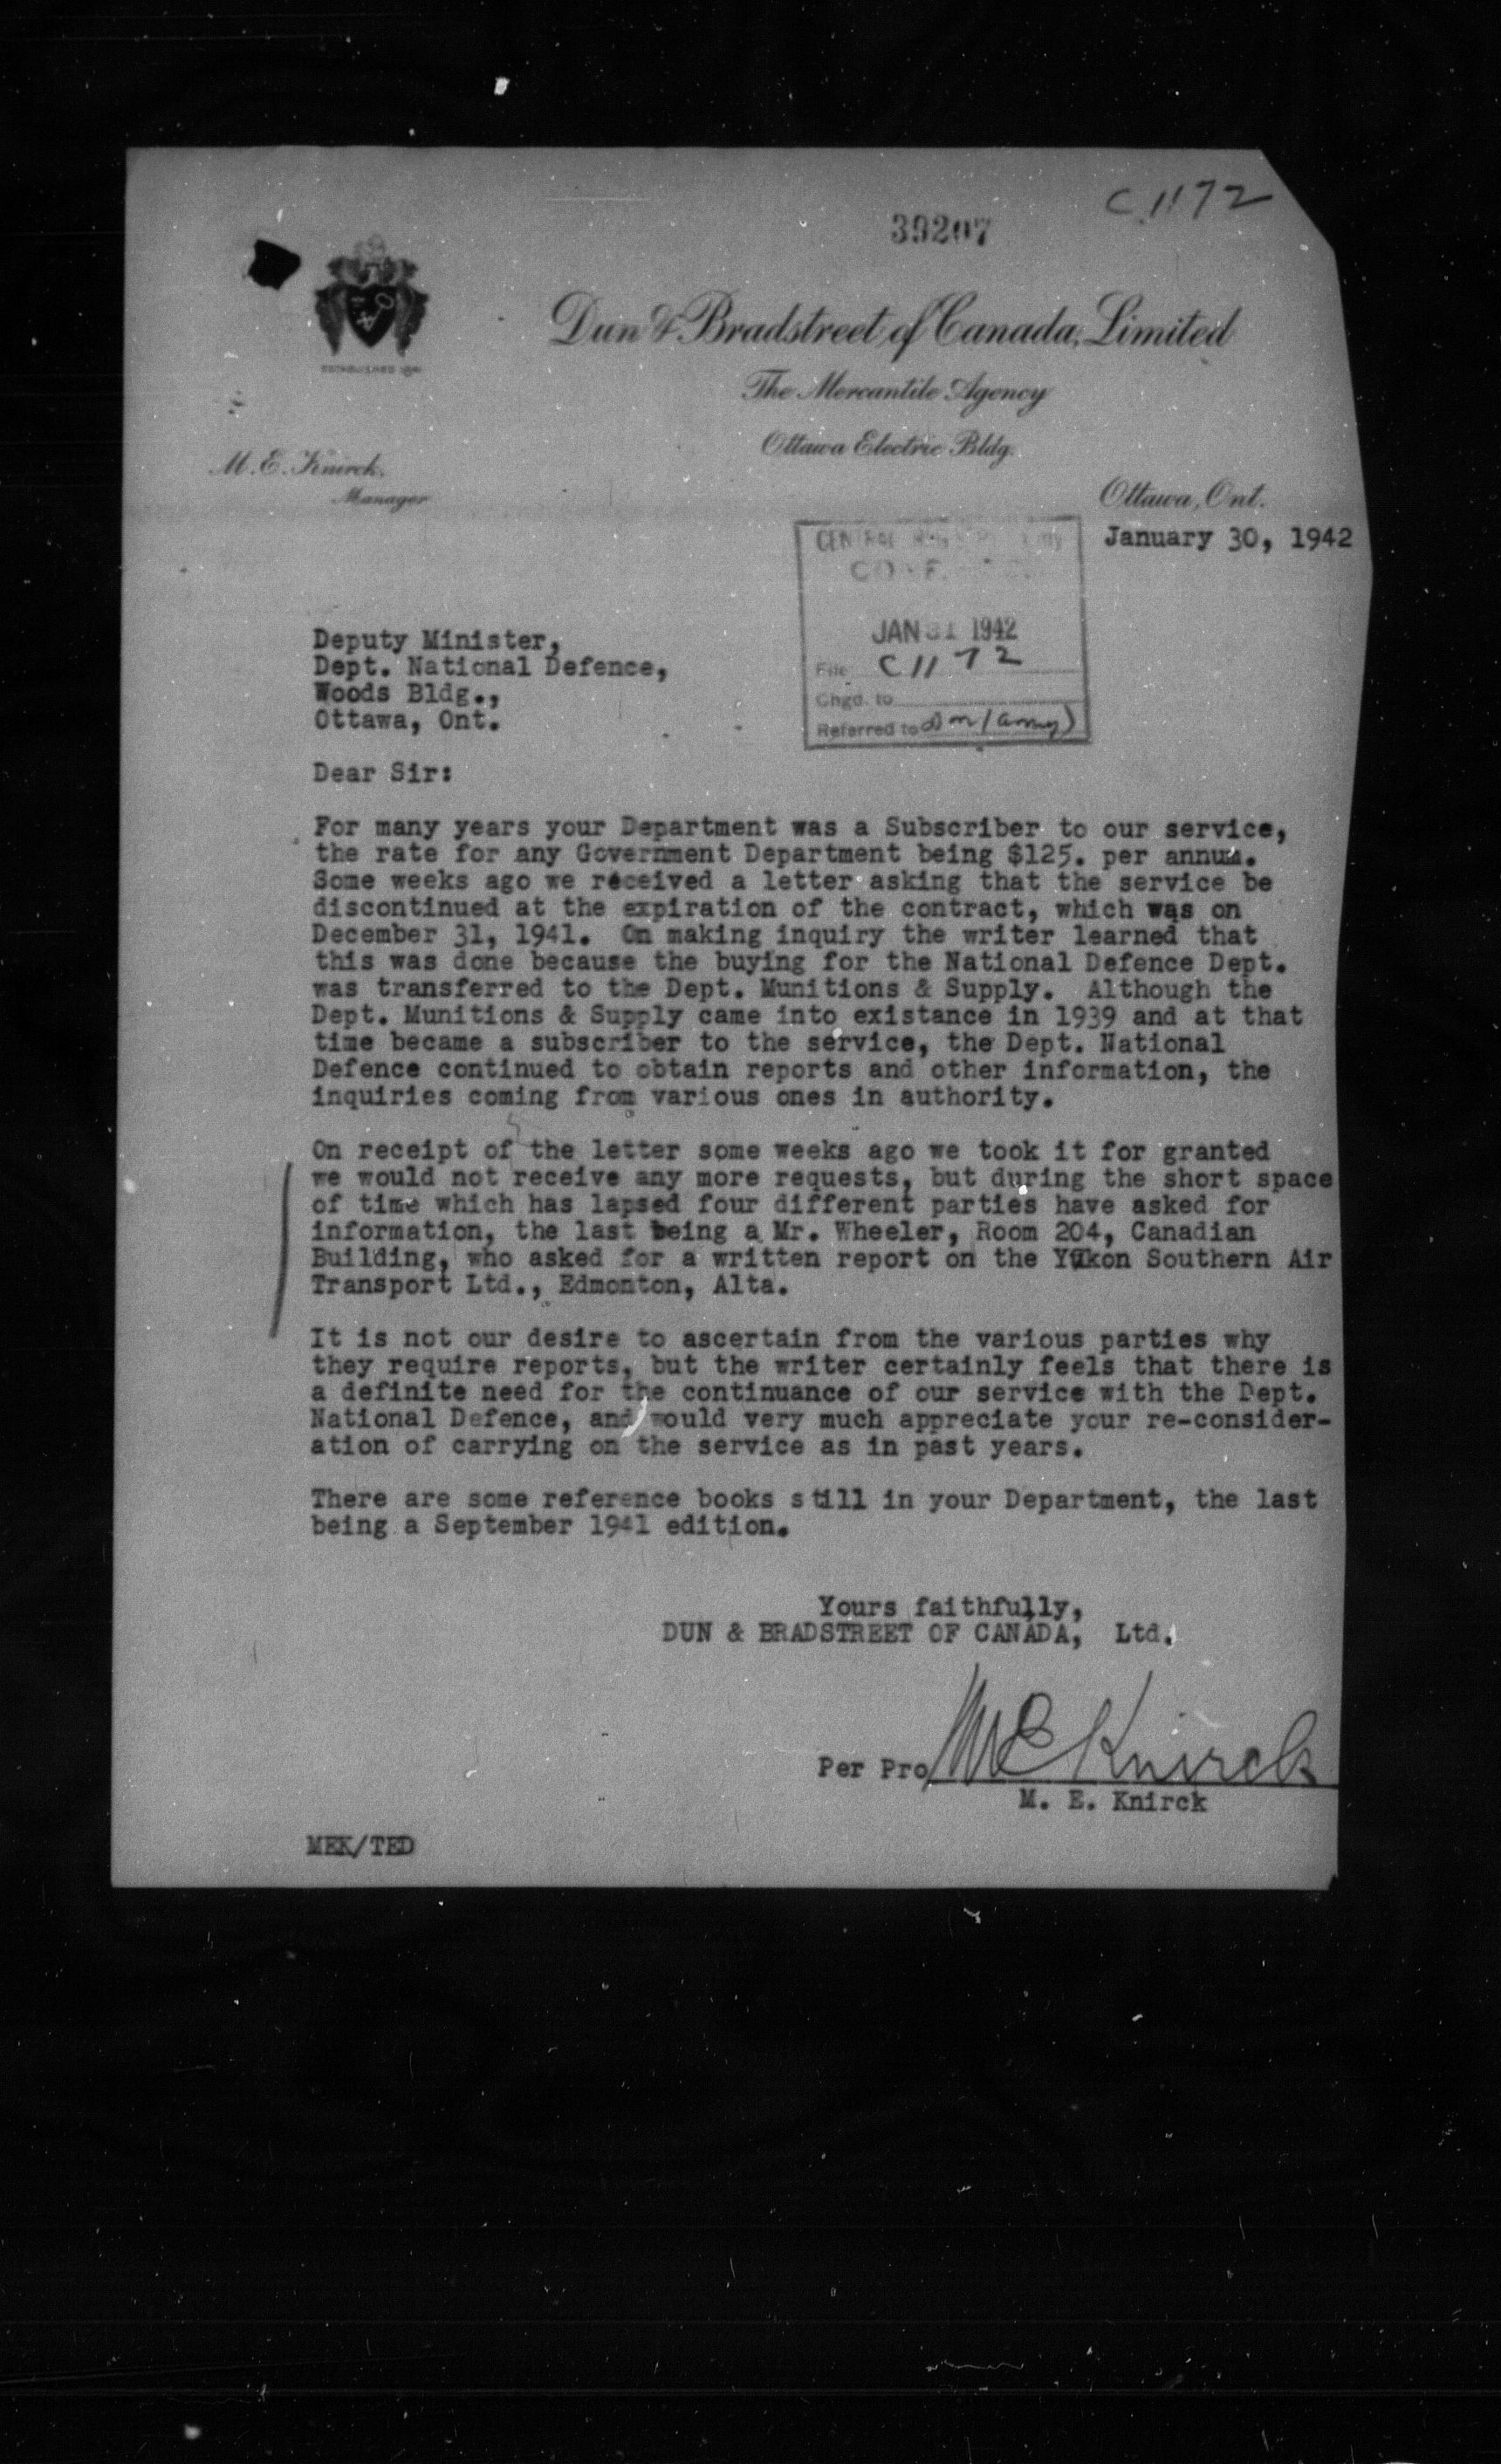 C 1172
39207
Dun & Bradstreet of Canada, Limited
ESTABLISHED
The Mercantile Agency
Ottawa Electric Bldg.
M. E. Knirck,
Manager
Ottawa, Ont.
January 30, 1942
CENTRAL
JAN 31 1942
File C 1172
Chgd. to
Referred to DM (Army)
Deputy Minister,
Dept. National Defence,
Woods Bldg.,
Ottawa, Ont.
Dear Sir:
For many years your Department was a Subscriber to our service,
the rate for any Government Department being $125. per annum.
Some weeks ago we received a letter asking that the service be
discontinued at the expiration of the contract, which was on
December 31, 1941. On making inquiry the writer learned that
this was done because the buying for the National Defence Dept.
was transferred to the Dept. Munitions & Supply. Although the
Dept. Munitions & Supply came into existance in 1939 and at that
time became a subscriber to the service, the Dept. National
Defence continued to obtain reports and other information, the
inquiries coming from various ones in authority.
On receipt of the letter some weeks ago we took it for granted
we would not receive any more requests, but during the short space
of time which has lapsed four different parties have asked for
information, the last being a Mr. Wheeler, Room 204, Canadian
Building, who asked for a written report on the Yukon Southern Air
Transport Ltd., Edmonton, Alta.
It is not our desire to ascertain from the various parties why
they require reports, but the writer certainly feels that there is
a definite need for the continuance of our service with the Dept.
National Defence, and would very much appreciate your re-consider-
ation of carrying on the service as in past years.
There are some reference books still in your Department, the last
being a September 1941 edition.
Yours faithfully,
DUN & BRADSTREET OF CANADA, Ltd.
Per Pro M E Knirck
M. E. Knirck
MEK/TED